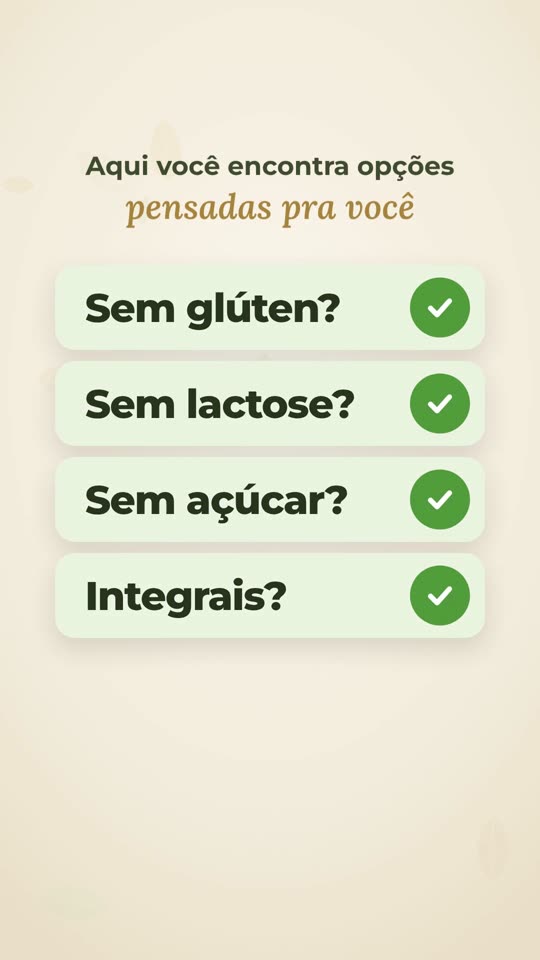 Aqui você encontra opções
pensadas pra você
Sem glúten?
Sem lactose?
Sem açúcar?
Integrais?